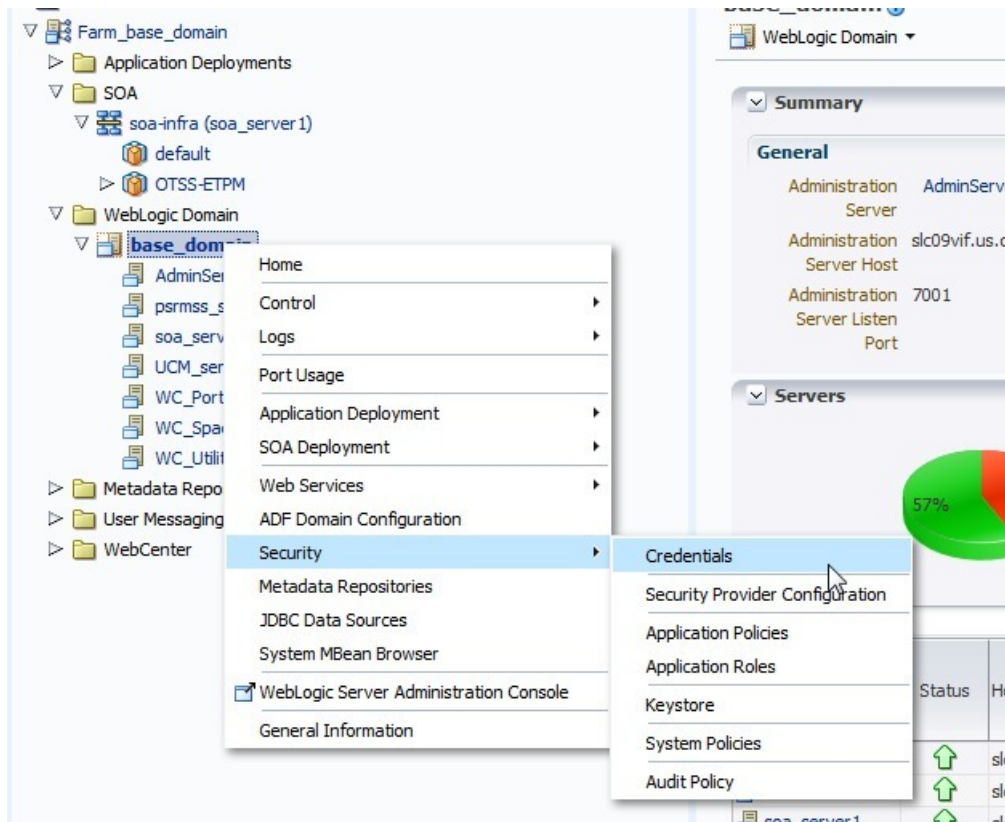 Farm_base_domain
Application Deployments
SOA
soa-infra (soa_server1)
default
OTSS-ETPM
WebLogic Domain
base_domain
AdminSer
psrmss_s
soa_serv
UCM_ser
WC_Port
WC_Spa
WC_Utilit
Metadata Repo
User Messaging
WebCenter
Home
Control
Logs
Port Usage
Application Deployment
SOA Deployment
Web Services
ADF Domain Configuration
Security
Metadata Repositories
JDBC Data Sources
System MBean Browser
WebLogic Server Administration Console
General Information
Credentials
Security Provider Configuration
Application Policies
Application Roles
Keystore
System Policies
Audit Policy
base_domain
WebLogic Domain
Summary
General
Administration Server AdminServ
Administration Server Host slc09vif.us.o
Administration Server Listen Port 7001
Servers
57%
Status
soa_server1